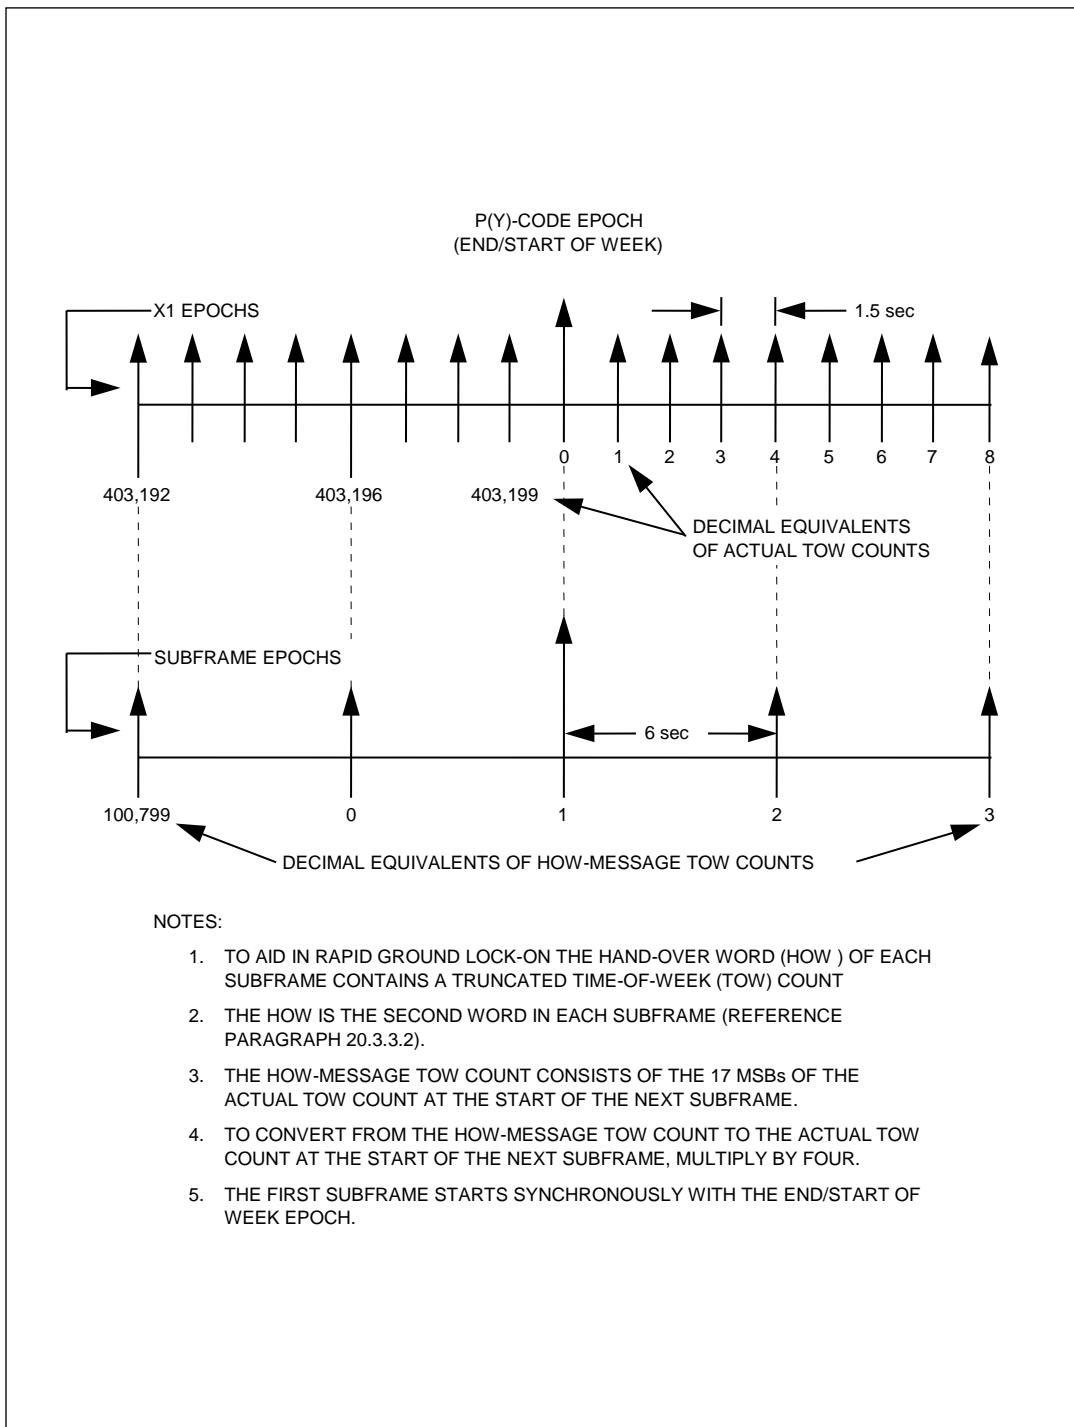 P(Y)-CODE EPOCH
(END/START OF WEEK)
X1 EPOCHS
1.5 sec
0 1 2 3 4 5 6 7 8
403,192 403,196 403,199
DECIMAL EQUIVALENTS
OF ACTUAL TOW COUNTS
SUBFRAME EPOCHS
6 sec
100,799 0 1 2 3
DECIMAL EQUIVALENTS OF HOW-MESSAGE TOW COUNTS
NOTES:
1. TO AID IN RAPID GROUND LOCK-ON THE HAND-OVER WORD (HOW ) OF EACH
SUBFRAME CONTAINS A TRUNCATED TIME-OF-WEEK (TOW) COUNT
2. THE HOW IS THE SECOND WORD IN EACH SUBFRAME (REFERENCE
PARAGRAPH 20.3.3.2).
3. THE HOW-MESSAGE TOW COUNT CONSISTS OF THE 17 MSBs OF THE
ACTUAL TOW COUNT AT THE START OF THE NEXT SUBFRAME.
4. TO CONVERT FROM THE HOW-MESSAGE TOW COUNT TO THE ACTUAL TOW
COUNT AT THE START OF THE NEXT SUBFRAME, MULTIPLY BY FOUR.
5. THE FIRST SUBFRAME STARTS SYNCHRONOUSLY WITH THE END/START OF
WEEK EPOCH.